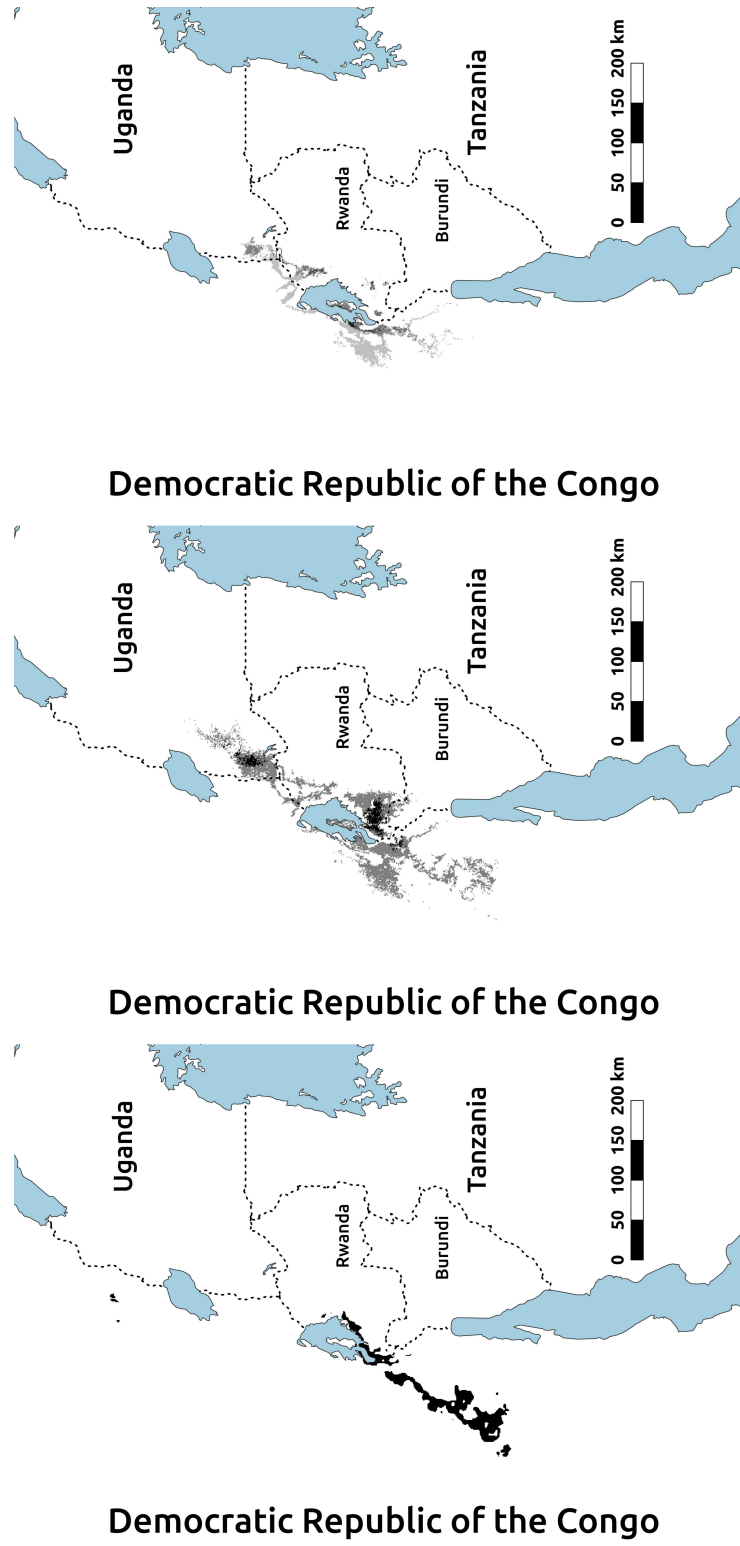 Uganda
Rwanda
Burundi
Tanzania
0 50 100 150 200 km
Democratic Republic of the Congo
Uganda
Rwanda
Burundi
Tanzania
0 50 100 150 200 km
Democratic Republic of the Congo
Uganda
Rwanda
Burundi
Tanzania
0 50 100 150 200 km
Democratic Republic of the Congo